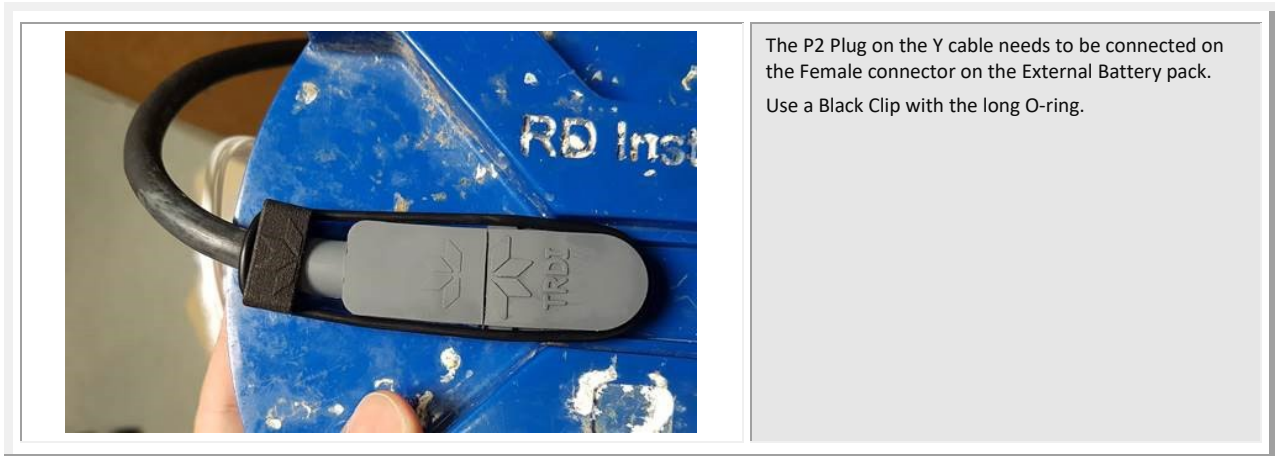 The P2 Plug on the Y cable needs to be connected on
the Female connector on the External Battery pack.
Use a Black Clip with the long O-ring.
RD Inst
TRDI